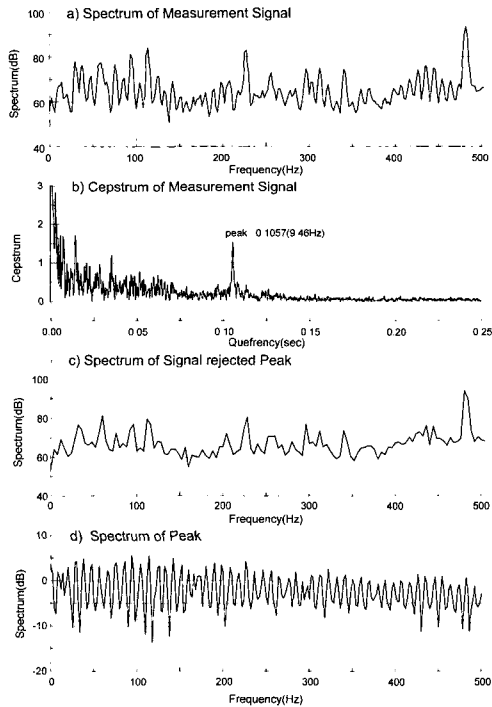 a) Spectrum of Measurement Signal
100
80
60
40
Spectrum(dB)
0 100 200 300 400 500
Frequency(Hz)
b) Cepstrum of Measurement Signal
3
2
1
0
Cepstrum
peak 0 1057(9 46Hz)
0 00 0 05 0 10 0 15 0 20 0 25
Quefrency(sec)
c) Spectrum of Signal rejected Peak
100
80
60
40
Spectrum(dB)
0 100 200 300 400 500
Frequency(Hz)
d) Spectrum of Peak
10
0
-10
-20
Spectrum(dB)
0 100 200 300 400 500
Frequency(Hz)